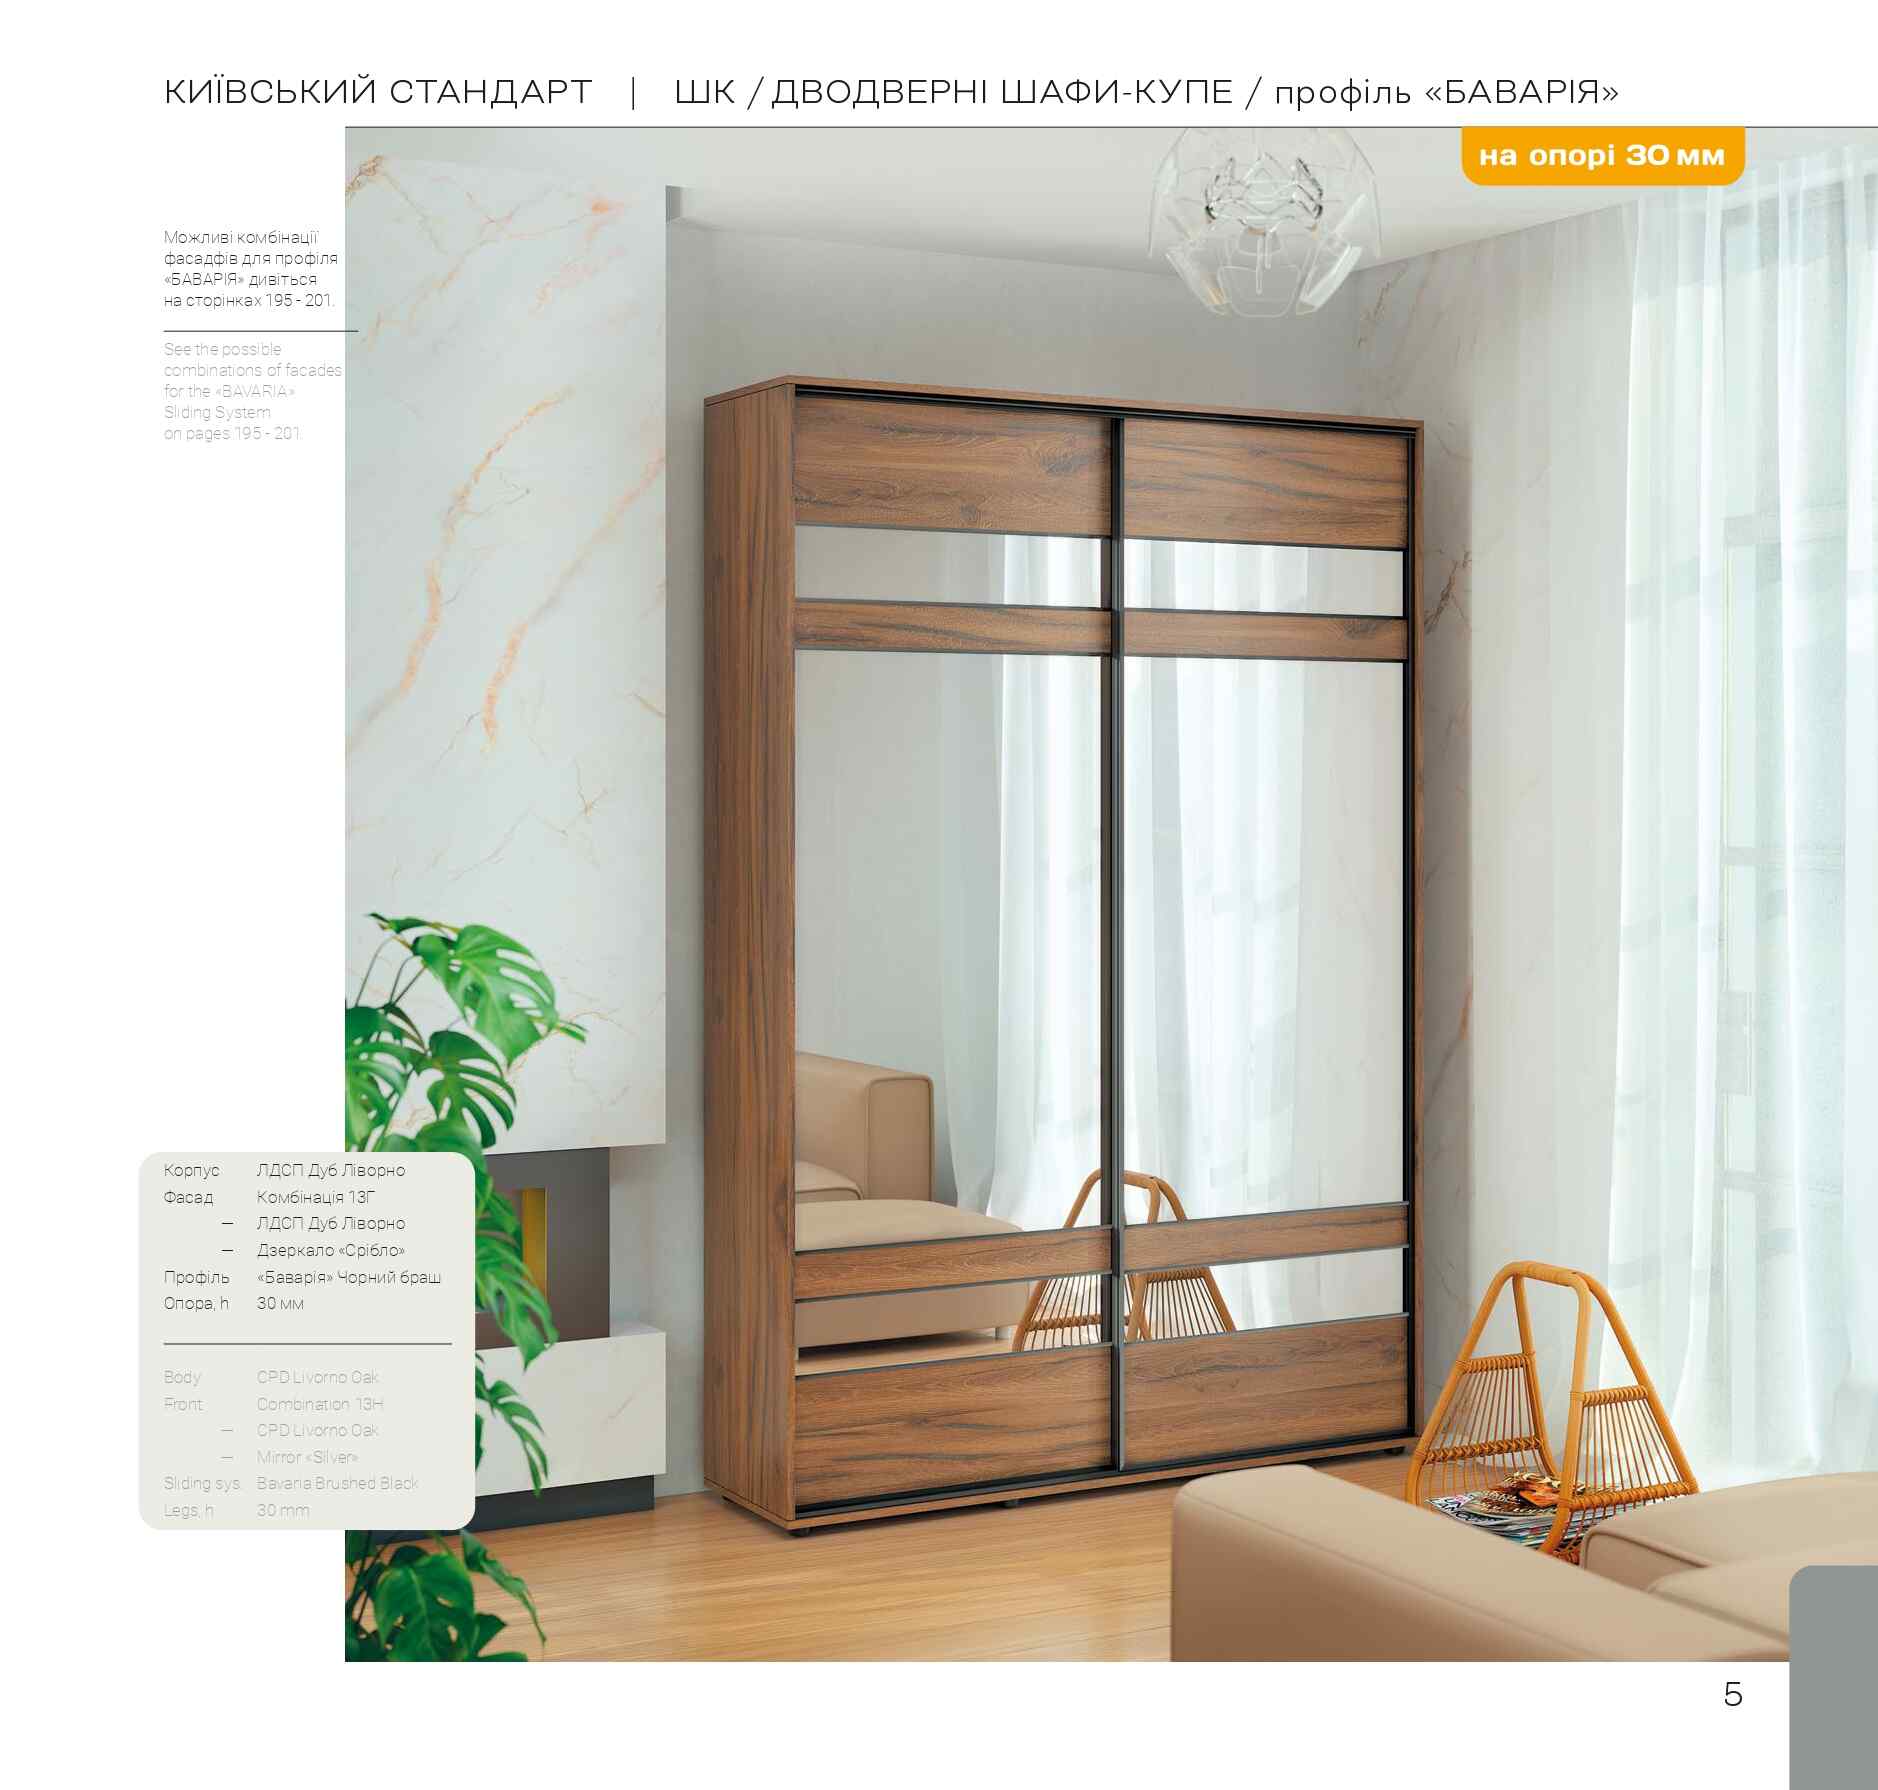 КИЇВСЬКИЙ СТАНДАРТ | ШК / ДВОДВЕРНІ ШАФИ-КУПЕ / профіль «БАВАРІЯ»
на опорі 30 мм
Можливі комбінації
фасадфів для профіля
«БАВАРІЯ» дивіться
на сторінках 195 - 201.
See the possible
combinations of facades
for the «BAVARIA»
Sliding System
on pages 195 - 201.
Корпус ЛДСП Дуб Ліворно
Фасад Комбінація 13Г
— ЛДСП Дуб Ліворно
— Дзеркало «Срібло»
Профіль «Баварія» Чорний браш
Опора, h 30 мм
Body CPD Livorno Oak
Front Combination 13H
— CPD Livorno Oak
— Mirror «Silver»
Sliding sys. Bavaria Brushed Black
Legs, h 30 mm
5